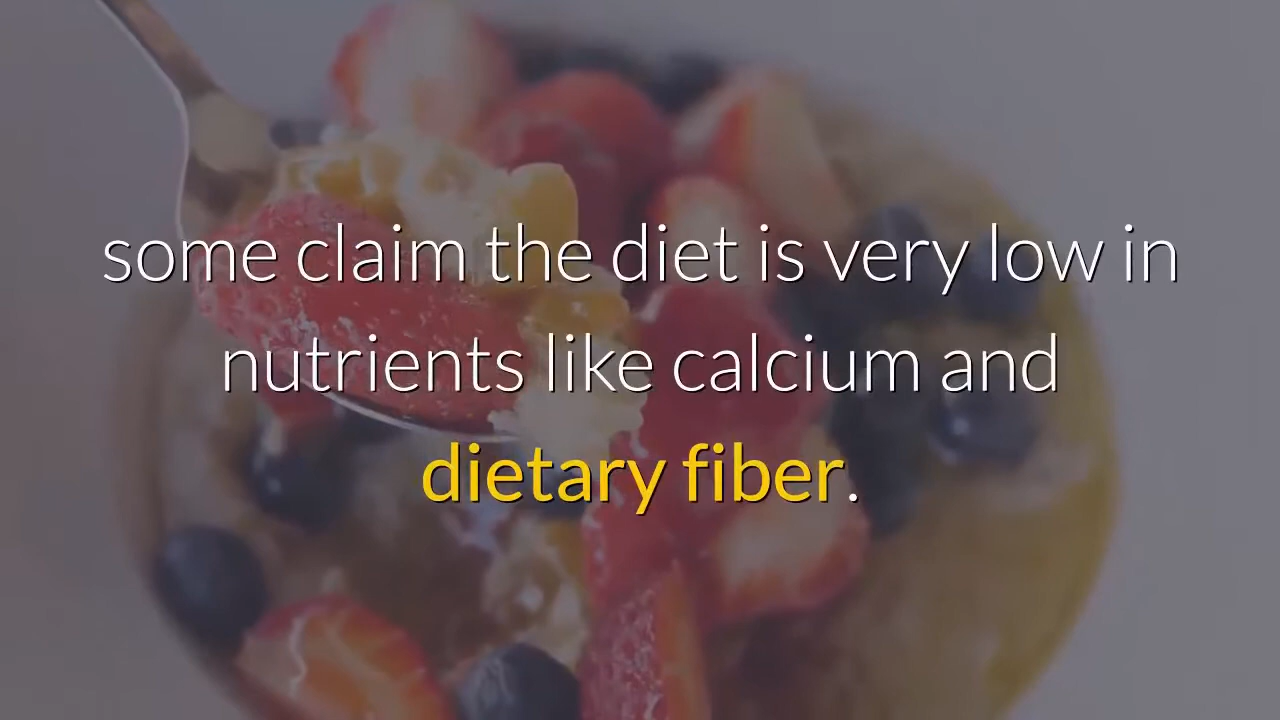 some claim the diet is very low in
nutrients like calcium and
dietary fiber.